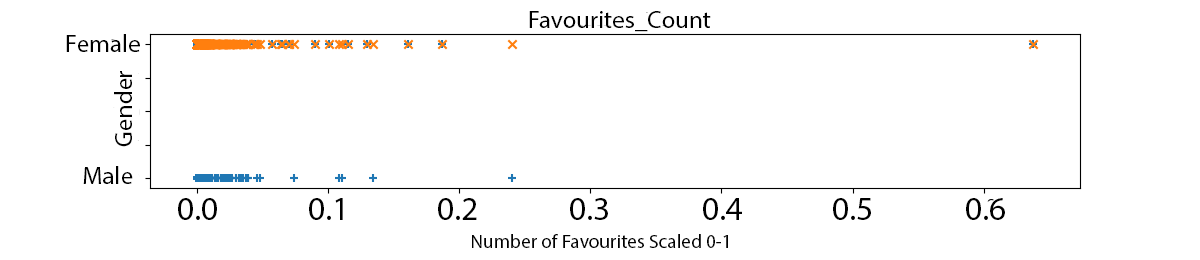 Favourites_Count
Female
Gender
Male
0.0 0.1 0.2 0.3 0.4 0.5 0.6
Number of Favourites Scaled 0-1